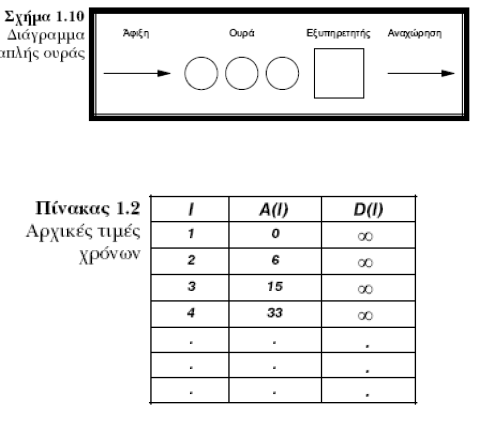 Σχήμα 1.10
Διάγραμμα
απλής ουράς
Άφιξη Ουρά Εξυπηρετητής Αναχώρηση
Πίνακας 1.2
Αρχικές τιμές
χρόνων
I A(I) D(I)
1 0 ∞
2 6 ∞
3 15 ∞
4 33 ∞
. . .
. . .
. . .